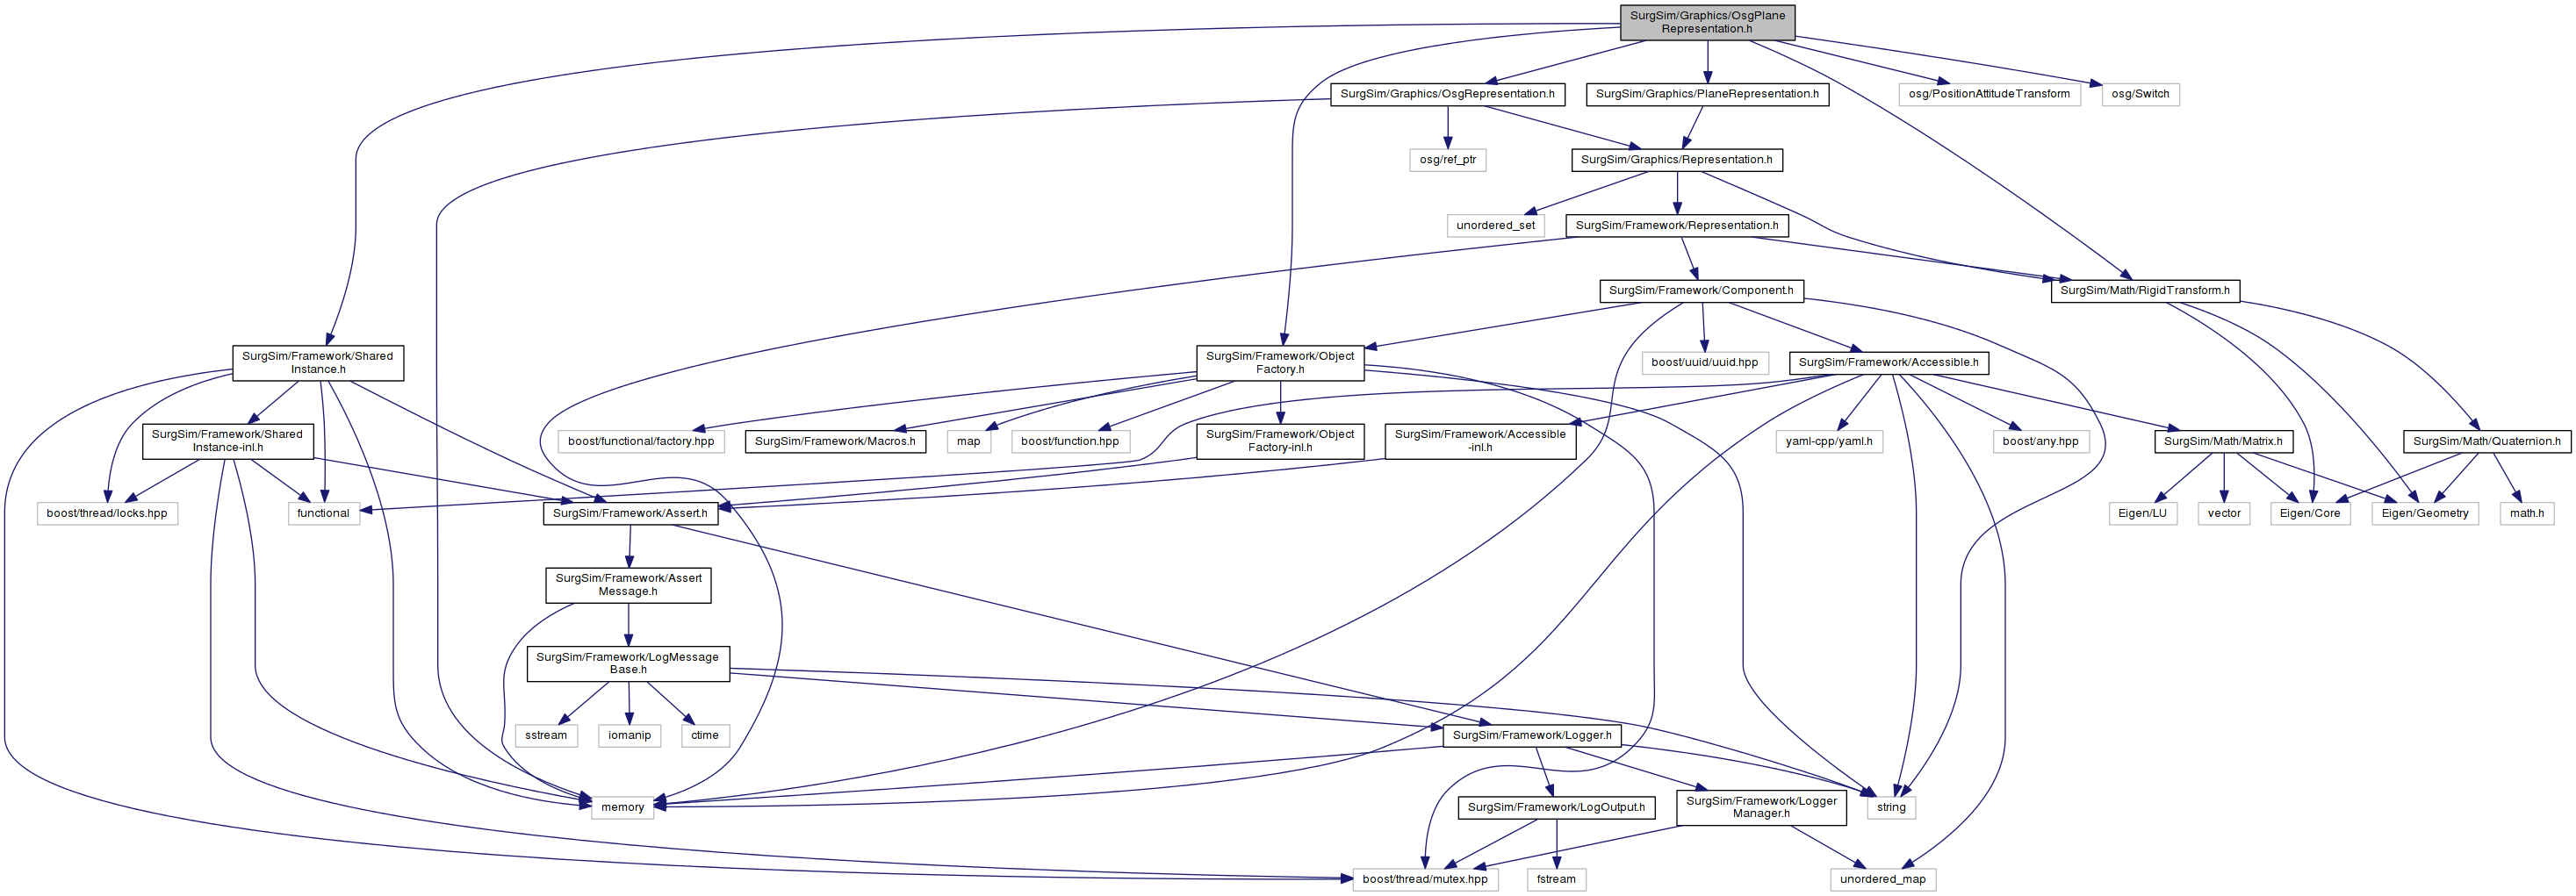 SurgSim/Graphics/OsgPlane
Representation.h
SurgSim/Graphics/OsgRepresentation.h
SurgSim/Graphics/PlaneRepresentation.h
osg/PositionAttitudeTransform
osg/Switch
osg/ref_ptr
SurgSim/Graphics/Representation.h
unordered_set
SurgSim/Framework/Representation.h
SurgSim/Framework/Component.h
SurgSim/Math/RigidTransform.h
SurgSim/Framework/Shared
Instance.h
SurgSim/Framework/Object
Factory.h
boost/uuid/uuid.hpp
SurgSim/Framework/Accessible.h
SurgSim/Framework/Shared
Instance-inl.h
boost/functional/factory.hpp
SurgSim/Framework/Macros.h
map
boost/function.hpp
SurgSim/Framework/Object
Factory-inl.h
SurgSim/Framework/Accessible
-inl.h
yaml-cpp/yaml.h
boost/any.hpp
SurgSim/Math/Matrix.h
SurgSim/Math/Quaternion.h
boost/thread/locks.hpp
functional
SurgSim/Framework/Assert.h
Eigen/LU
vector
Eigen/Core
Eigen/Geometry
math.h
SurgSim/Framework/Assert
Message.h
SurgSim/Framework/LogMessage
Base.h
sstream
iomanip
ctime
SurgSim/Framework/Logger.h
memory
SurgSim/Framework/LogOutput.h
SurgSim/Framework/Logger
Manager.h
string
boost/thread/mutex.hpp
fstream
unordered_map